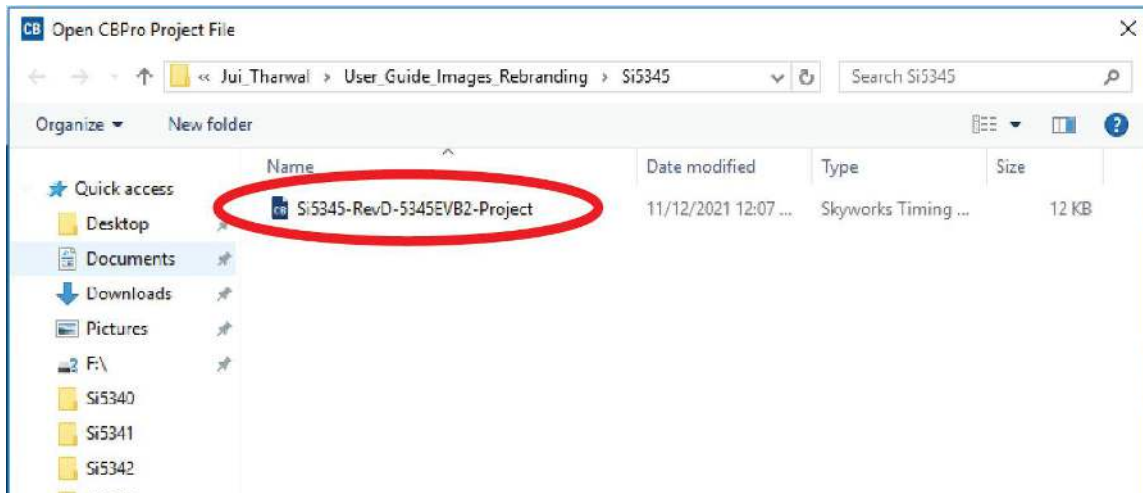 CB Open CBPro Project File
« Jui_Tharwal > User_Guide_Images_Rebranding > Si5345
Search Si5345
Organize New folder
?
Name Date modified Type Size
Quick access
CB Si5345-RevD-5345EVB2-Project 11/12/2021 12:07 ... Skyworks Timing ... 12 KB
Desktop
Documents
Downloads
Pictures
F:\
Si5340
Si5341
Si5342